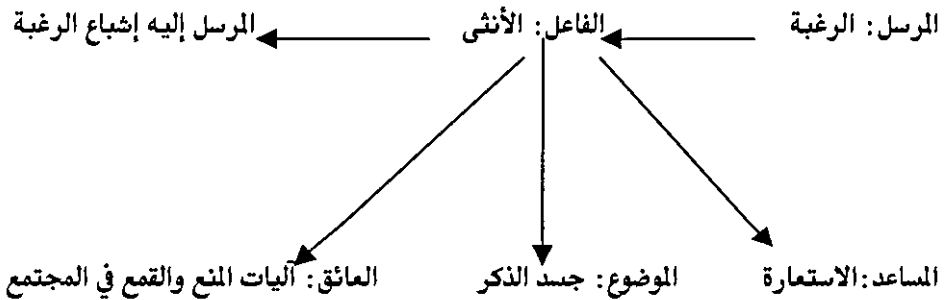 المرسل: الرغبة الفاعل: الأنثى المرسل إليه إشباع الرغبة
المساعد: الاستعارة الموضوع: جسد الذكر العائق: آليات المنع والقمع في المجتمع